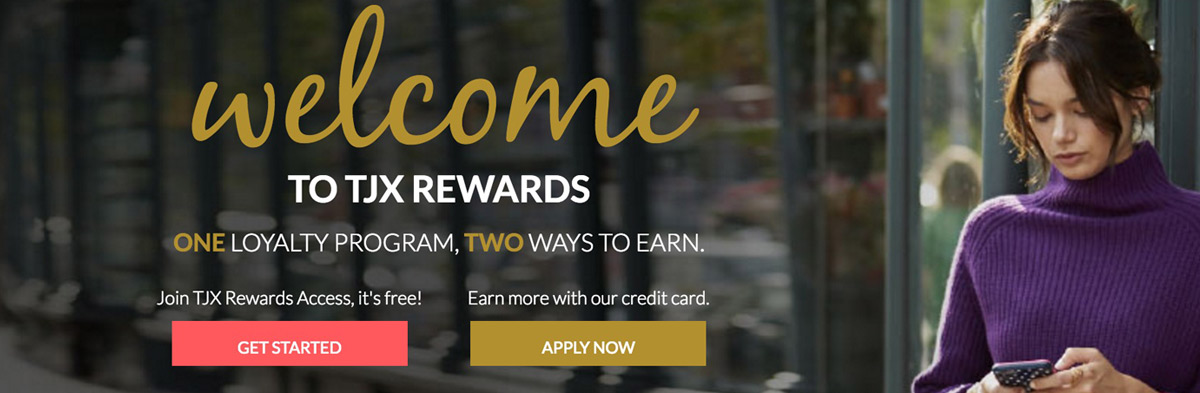 welcome
TO TJX REWARDS
ONE LOYALTY PROGRAM, TWO WAYS TO EARN.
Join TJX Rewards Access, it's free!
Earn more with our credit card.
GET STARTED
APPLY NOW